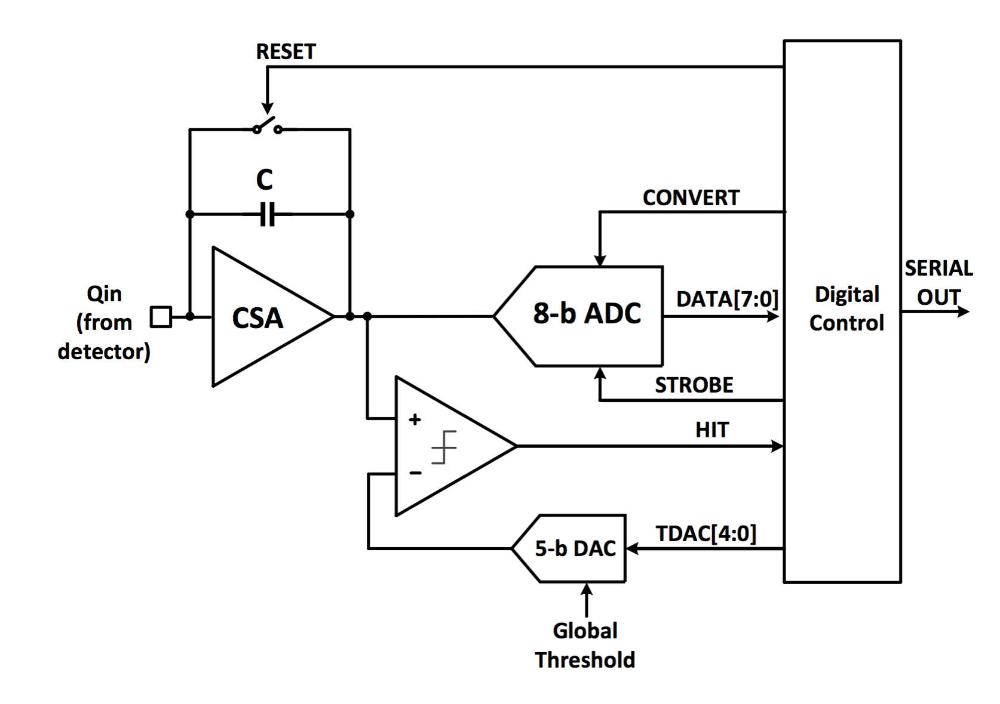 RESET
C
CONVERT
Qin
(from
detector)
CSA
8-b ADC
DATA[7:0]
Digital
Control
SERIAL
OUT
STROBE
+
HIT
−
5-b DAC
TDAC[4:0]
Global
Threshold